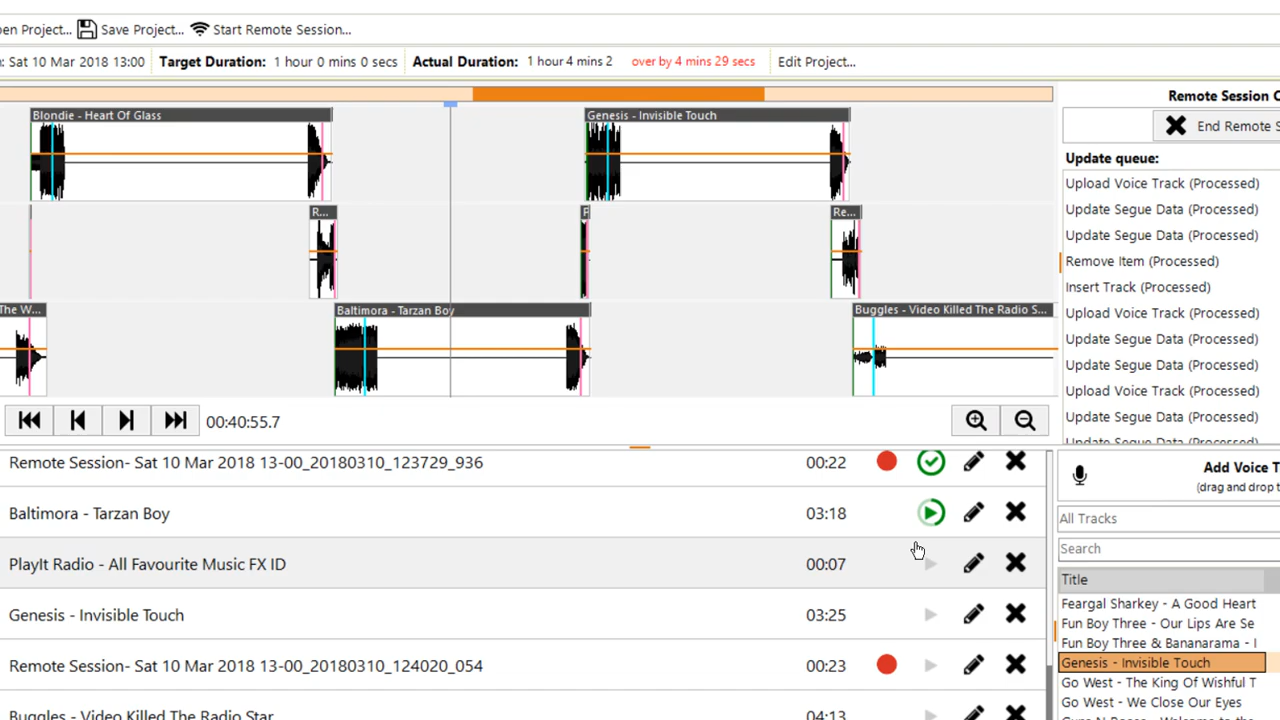 en Project... Save Project... Start Remote Session...
: Sat 10 Mar 2018 13:00 Target Duration: 1 hour 0 mins 0 secs Actual Duration: 1 hour 4 mins 2 over by 4 mins 29 secs Edit Project...
Blondie - Heart Of Glass
Genesis - Invisible Touch
R...
Re...
The W...
Baltimora - Tarzan Boy
Buggles - Video Killed The Radio S...
00:40:55.7
Remote Session- Sat 10 Mar 2018 13-00_20180310_123729_936 00:22
Baltimora - Tarzan Boy 03:18
PlayIt Radio - All Favourite Music FX ID 00:07
Genesis - Invisible Touch 03:25
Remote Session- Sat 10 Mar 2018 13-00_20180310_124020_054 00:23
Buggles - Video Killed The Radio Star 04:13
Remote Session C
End Remote S
Update queue:
Upload Voice Track (Processed)
Update Segue Data (Processed)
Update Segue Data (Processed)
Remove Item (Processed)
Insert Track (Processed)
Upload Voice Track (Processed)
Update Segue Data (Processed)
Update Segue Data (Processed)
Upload Voice Track (Processed)
Update Segue Data (Processed)
Update Segue Data (Processed)
Add Voice T
(drag and drop t
All Tracks
Search
Title
Feargal Sharkey - A Good Heart
Fun Boy Three - Our Lips Are Se
Fun Boy Three & Bananarama - I
Genesis - Invisible Touch
Go West - The King Of Wishful T
Go West - We Close Our Eyes